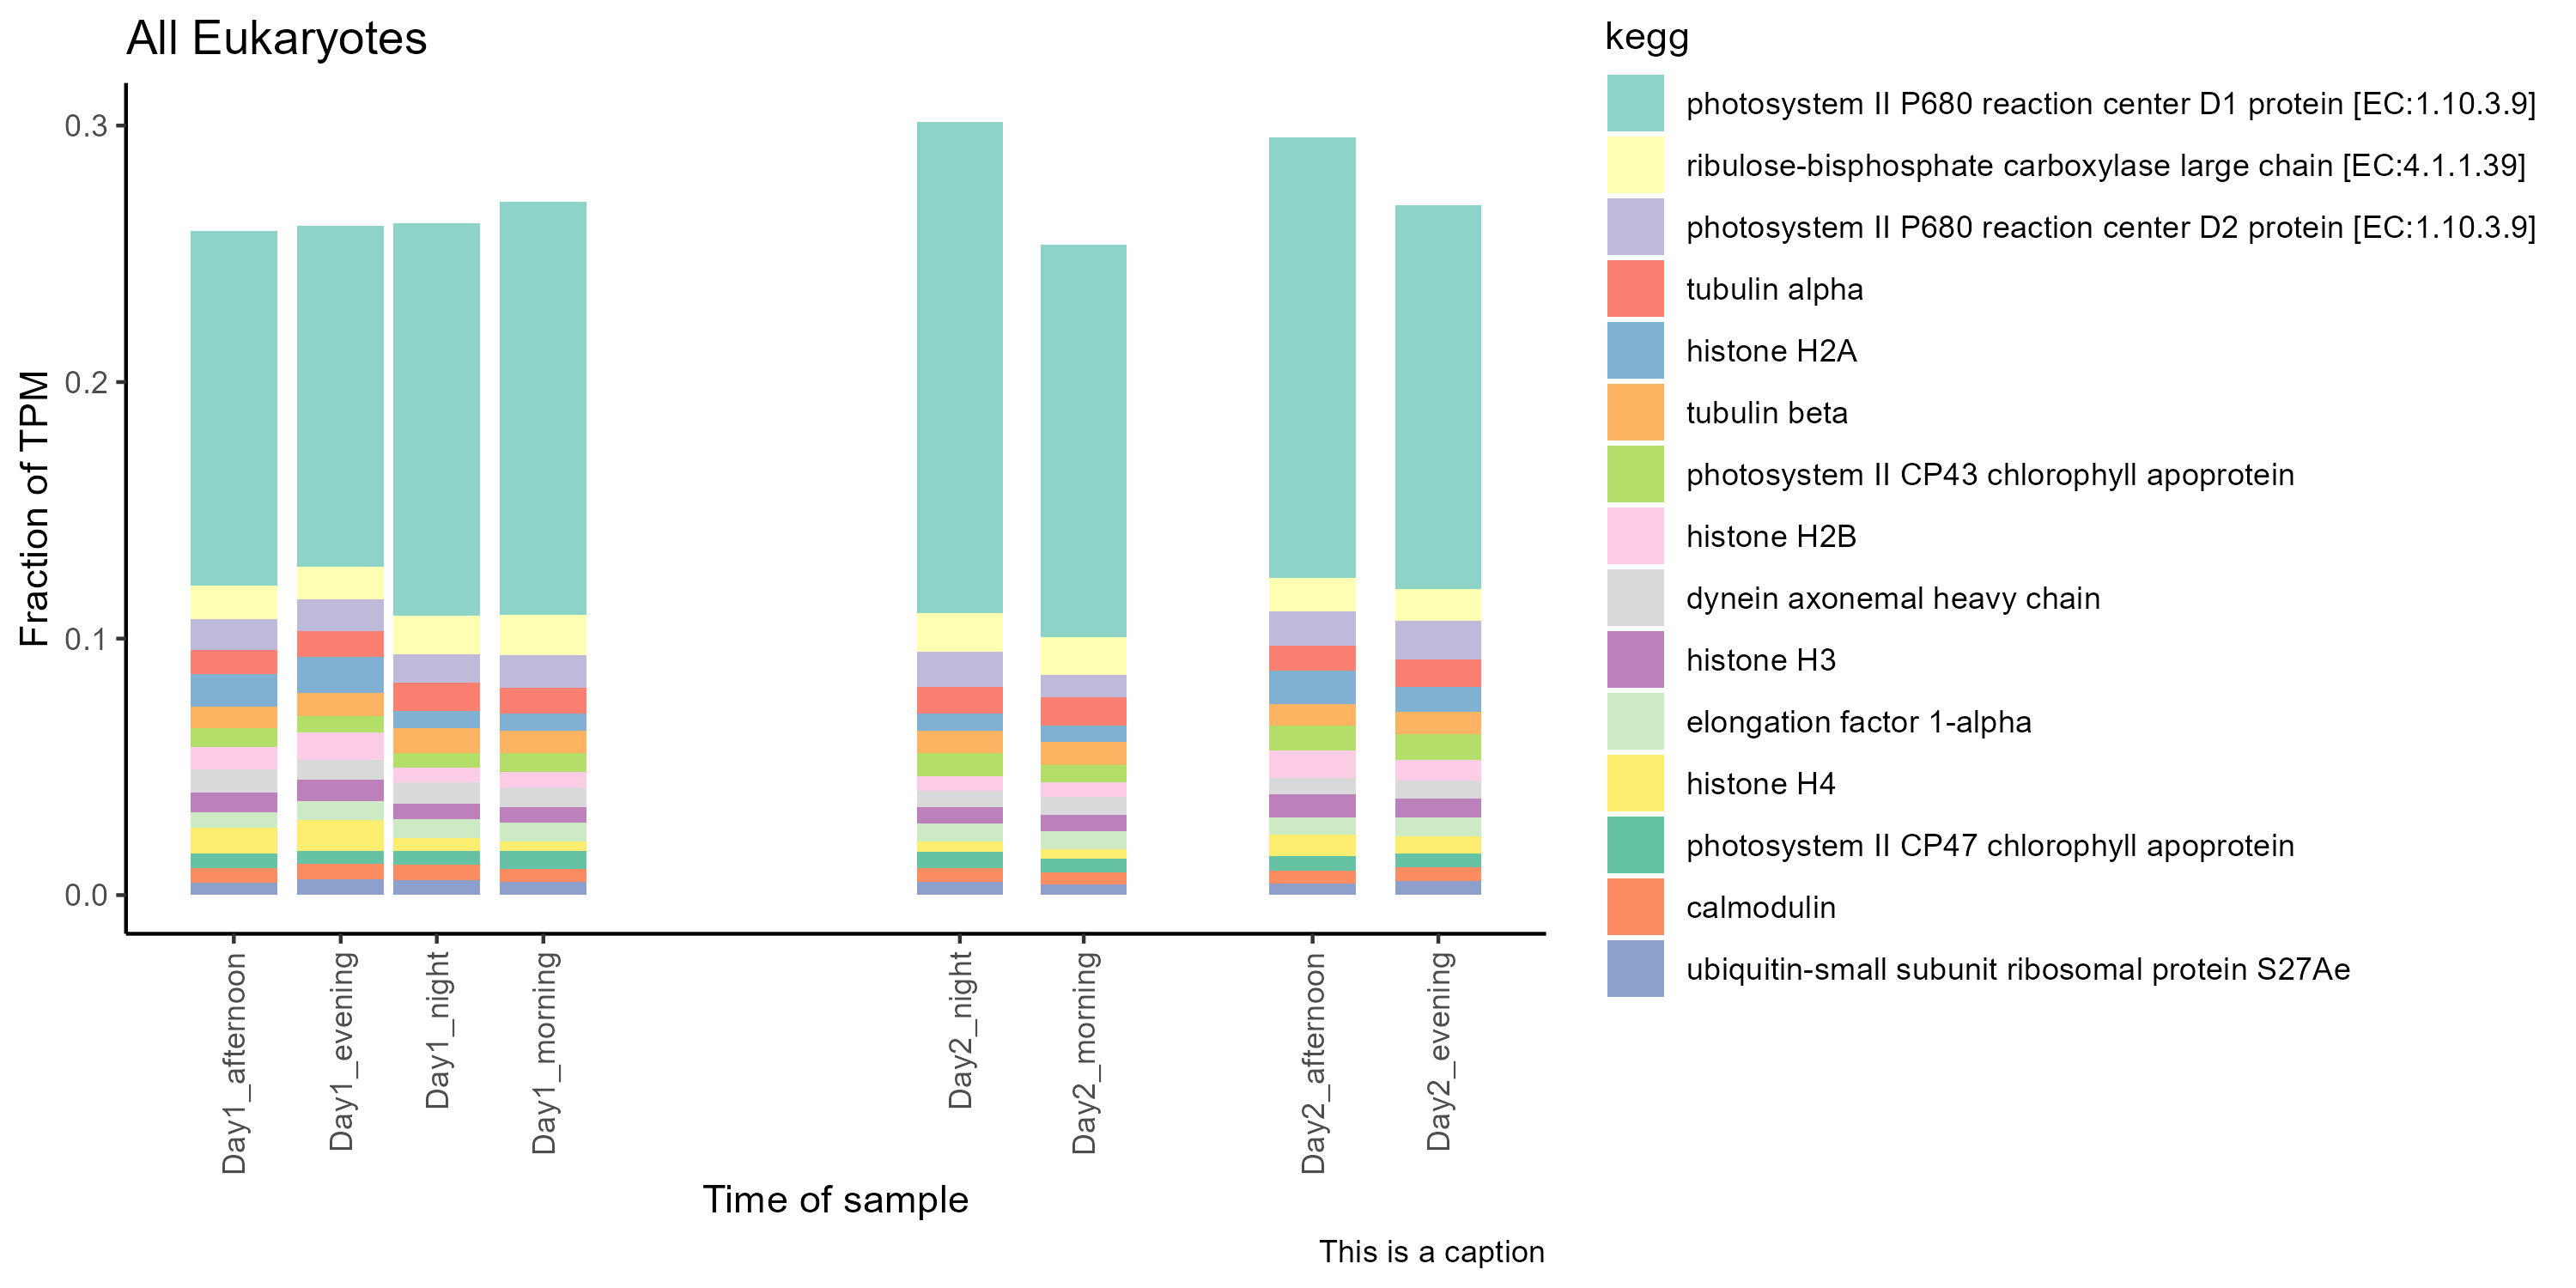 All Eukaryotes
Fraction of TPM
0.3
0.2
0.1
0.0
Day1_afternoon
Day1_evening
Day1_night
Day1_morning
Day2_night
Day2_morning
Day2_afternoon
Day2_evening
Time of sample
This is a caption
kegg
photosystem II P680 reaction center D1 protein [EC:1.10.3.9]
ribulose-bisphosphate carboxylase large chain [EC:4.1.1.39]
photosystem II P680 reaction center D2 protein [EC:1.10.3.9]
tubulin alpha
histone H2A
tubulin beta
photosystem II CP43 chlorophyll apoprotein
histone H2B
dynein axonemal heavy chain
histone H3
elongation factor 1-alpha
histone H4
photosystem II CP47 chlorophyll apoprotein
calmodulin
ubiquitin-small subunit ribosomal protein S27Ae